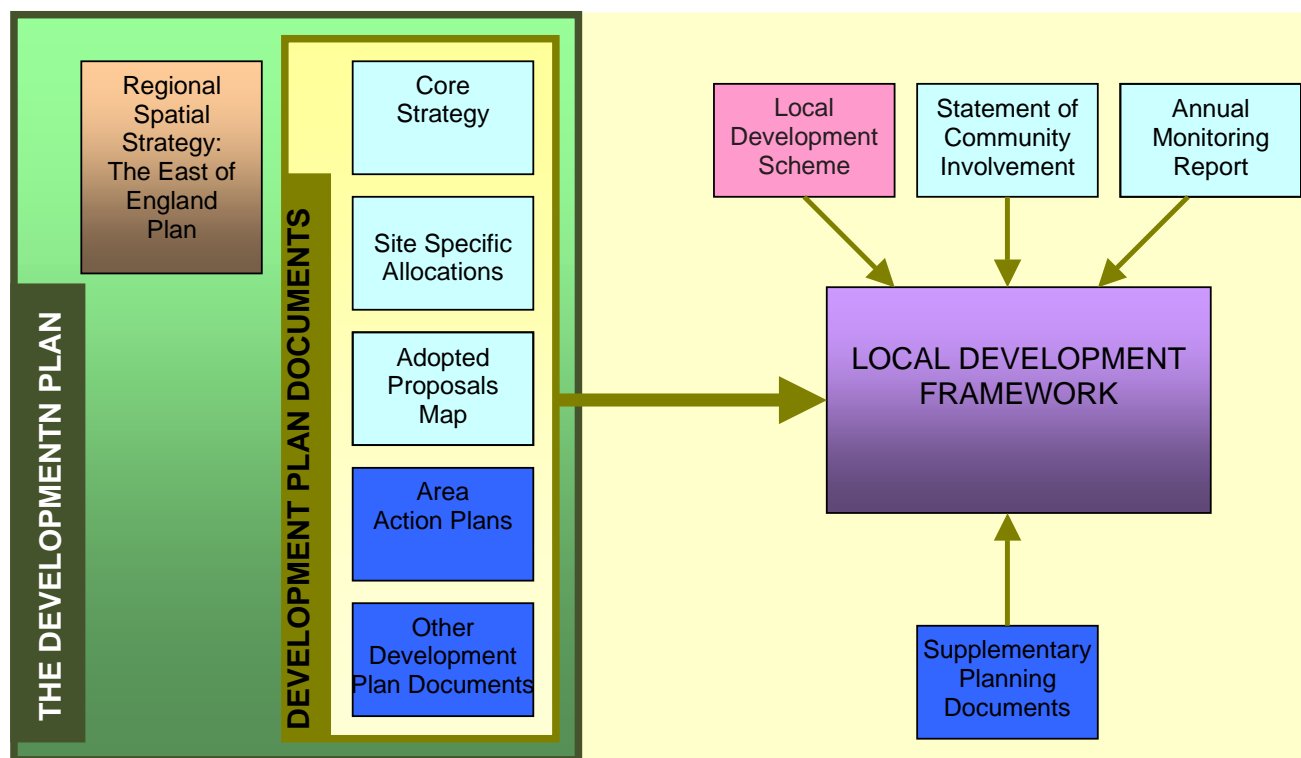 THE DEVELOPMENTN PLAN
Regional
Spatial
Strategy:
The East of
England
Plan
DEVELOPMENT PLAN DOCUMENTS
Core
Strategy
Site Specific
Allocations
Adopted
Proposals
Map
Area
Action Plans
Other
Development
Plan Documents
Local
Development
Scheme
Statement of
Community
Involvement
Annual
Monitoring
Report
LOCAL DEVELOPMENT
FRAMEWORK
Supplementary
Planning
Documents